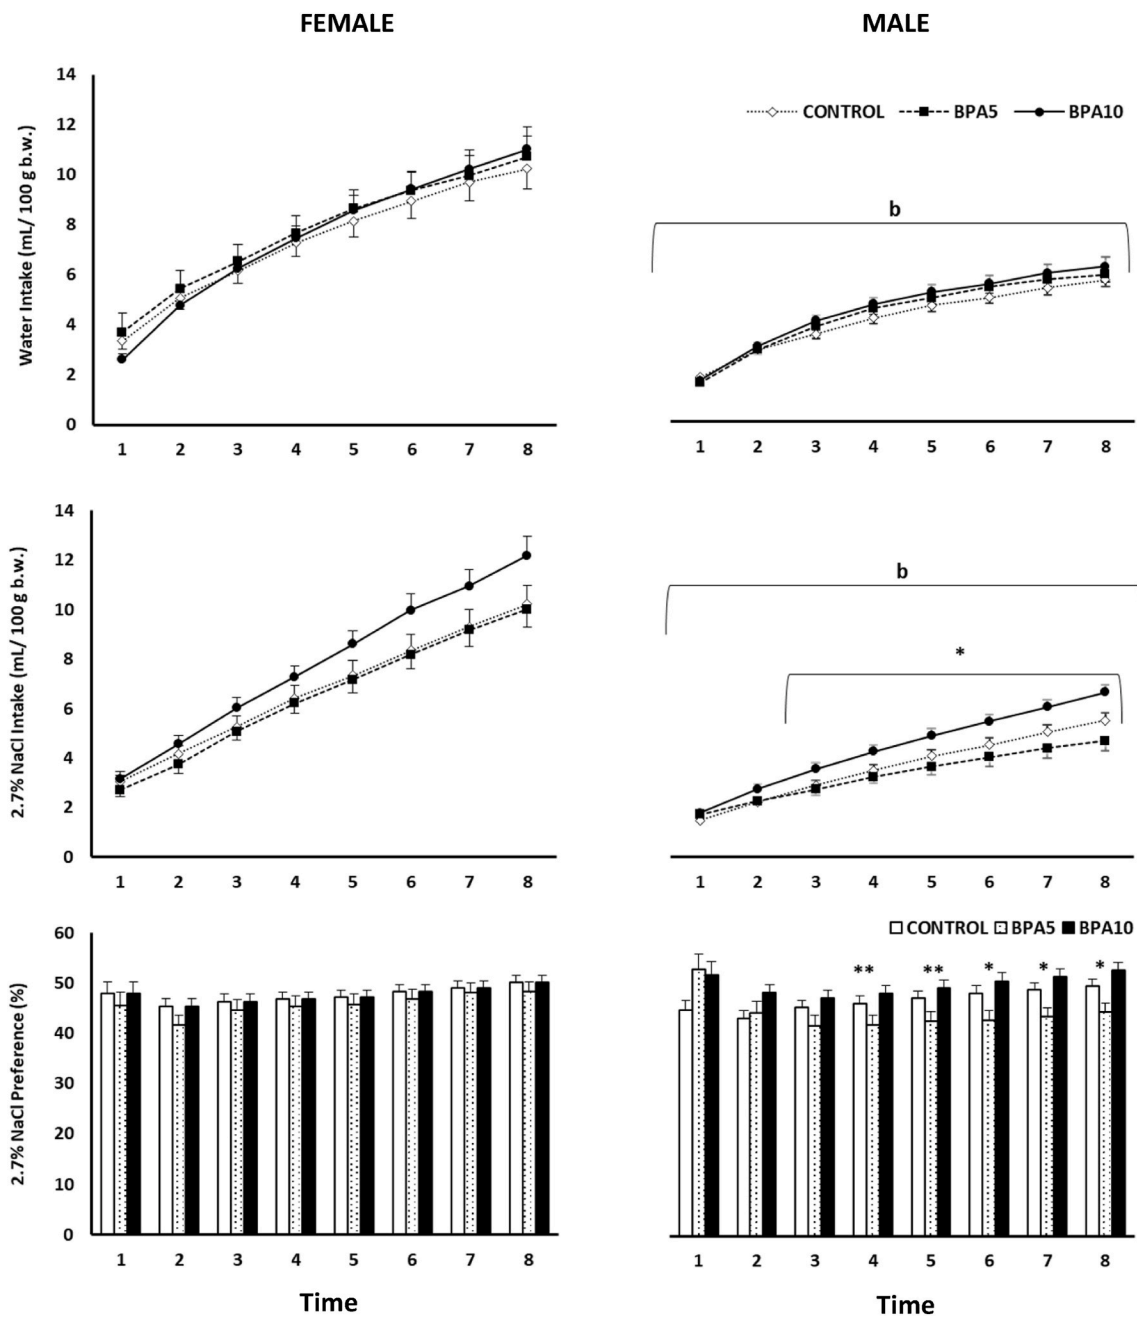 FEMALE
MALE
Water Intake (mL/ 100 g b.w.)
14
12
10
8
6
4
2
0
1 2 3 4 5 6 7 8
CONTROL BPA5 BPA10
b
1 2 3 4 5 6 7 8
2.7% NaCl Intake (mL/ 100 g b.w.)
14
12
10
8
6
4
2
0
1 2 3 4 5 6 7 8
b
*
1 2 3 4 5 6 7 8
2.7% NaCl Preference (%)
60
50
40
30
20
10
0
1 2 3 4 5 6 7 8
Time
CONTROL BPA5 BPA10
** ** * * *
1 2 3 4 5 6 7 8
Time